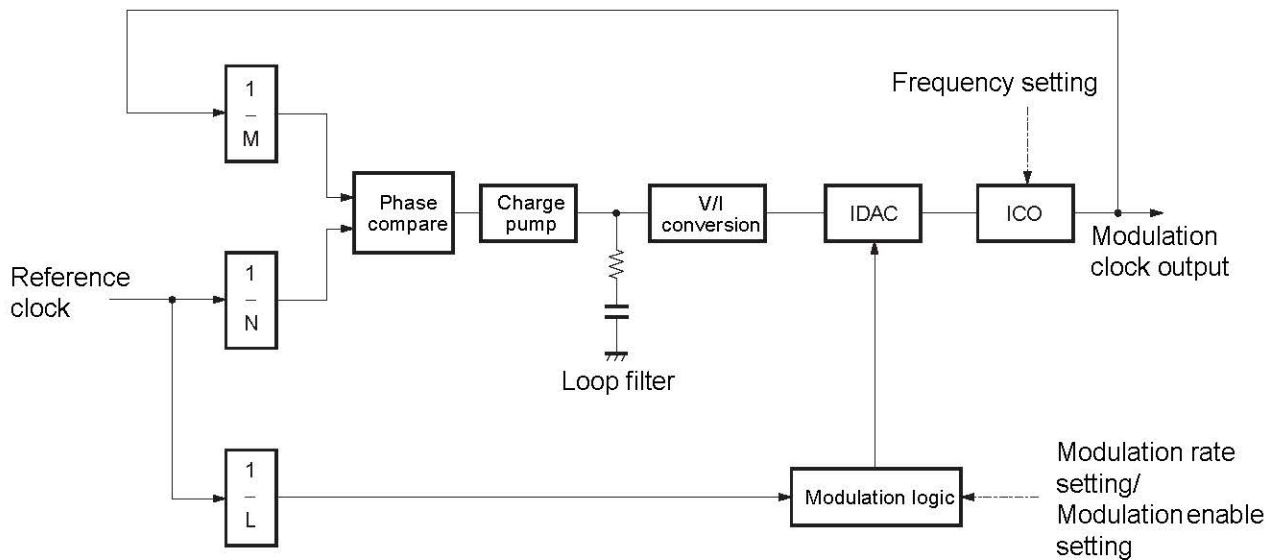 1
M
Frequency setting
Phase
compare
Charge
pump
V/I
conversion
IDAC
ICO
Modulation
clock output
Reference
clock
1
N
Loop filter
1
L
Modulation logic
Modulation rate
setting/
Modulation enable
setting